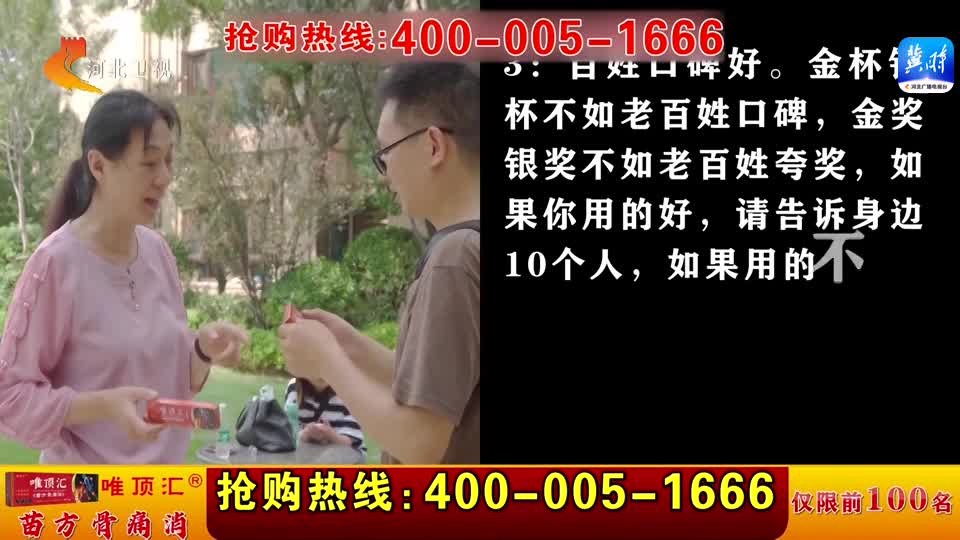 抢购热线:400-005-1666
河北卫视
冀时
河北广播电视台
3：百姓口碑好。金杯银
杯不如老百姓口碑，金奖
银奖不如老百姓夸奖，如
果你用的好，请告诉身边
10个人，如果用的不
唯顶汇
唯顶汇
唯顶汇®
苗方骨痛消
抢购热线:400-005-1666
仅限前100名